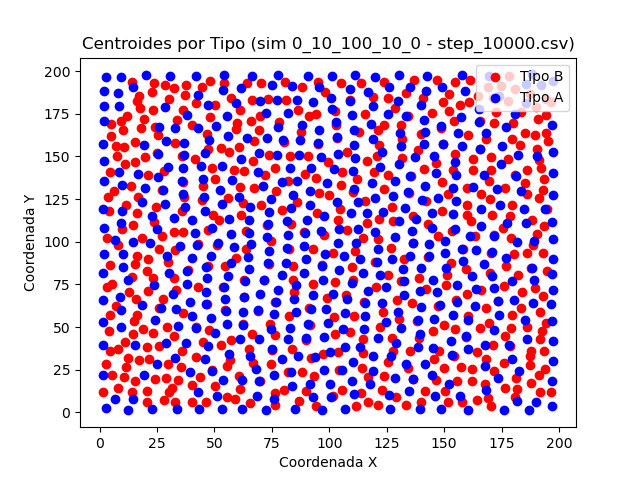 Centroides por Tipo (sim 0_10_100_10_0 - step_10000.csv)
Tipo B
Tipo A
Coordenada Y
200
175
150
125
100
75
50
25
0
0 25 50 75 100 125 150 175 200
Coordenada X